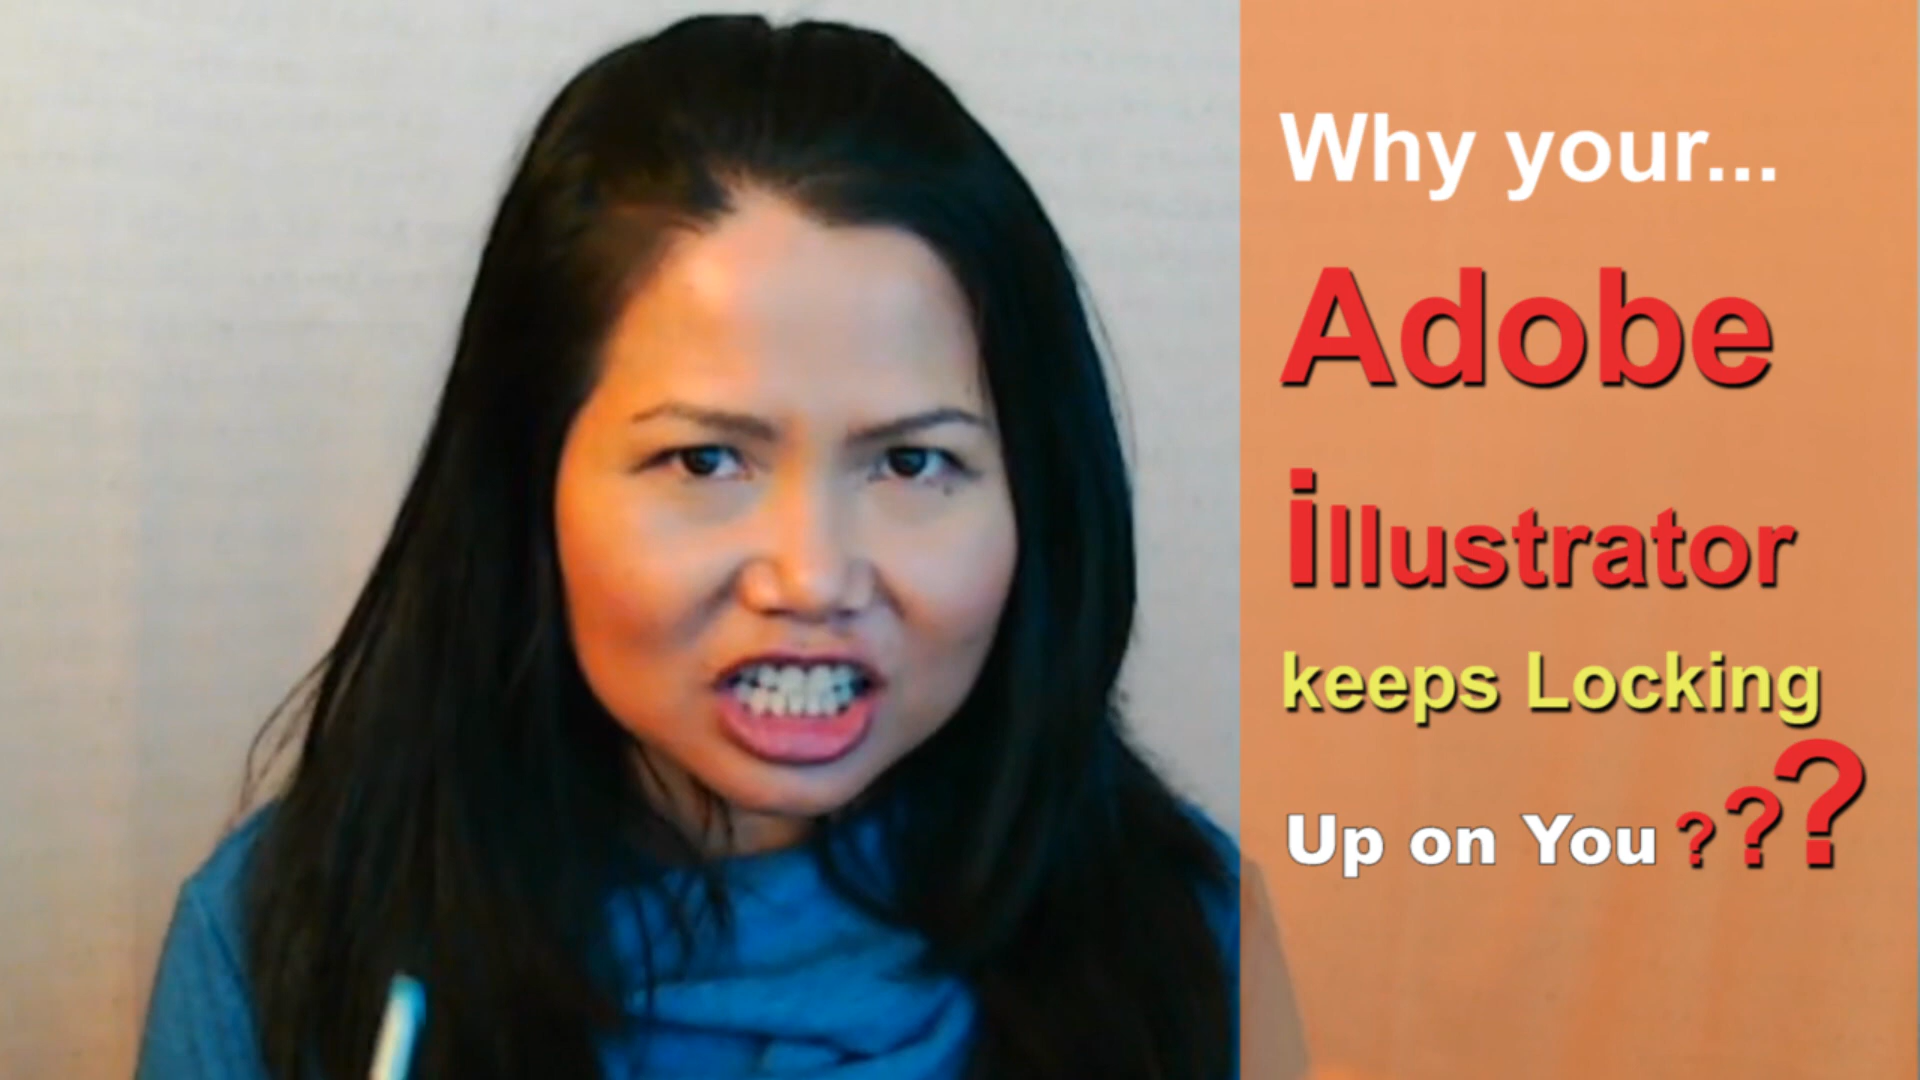 Why your...
Adobe
illustrator
keeps Locking
Up on You ???